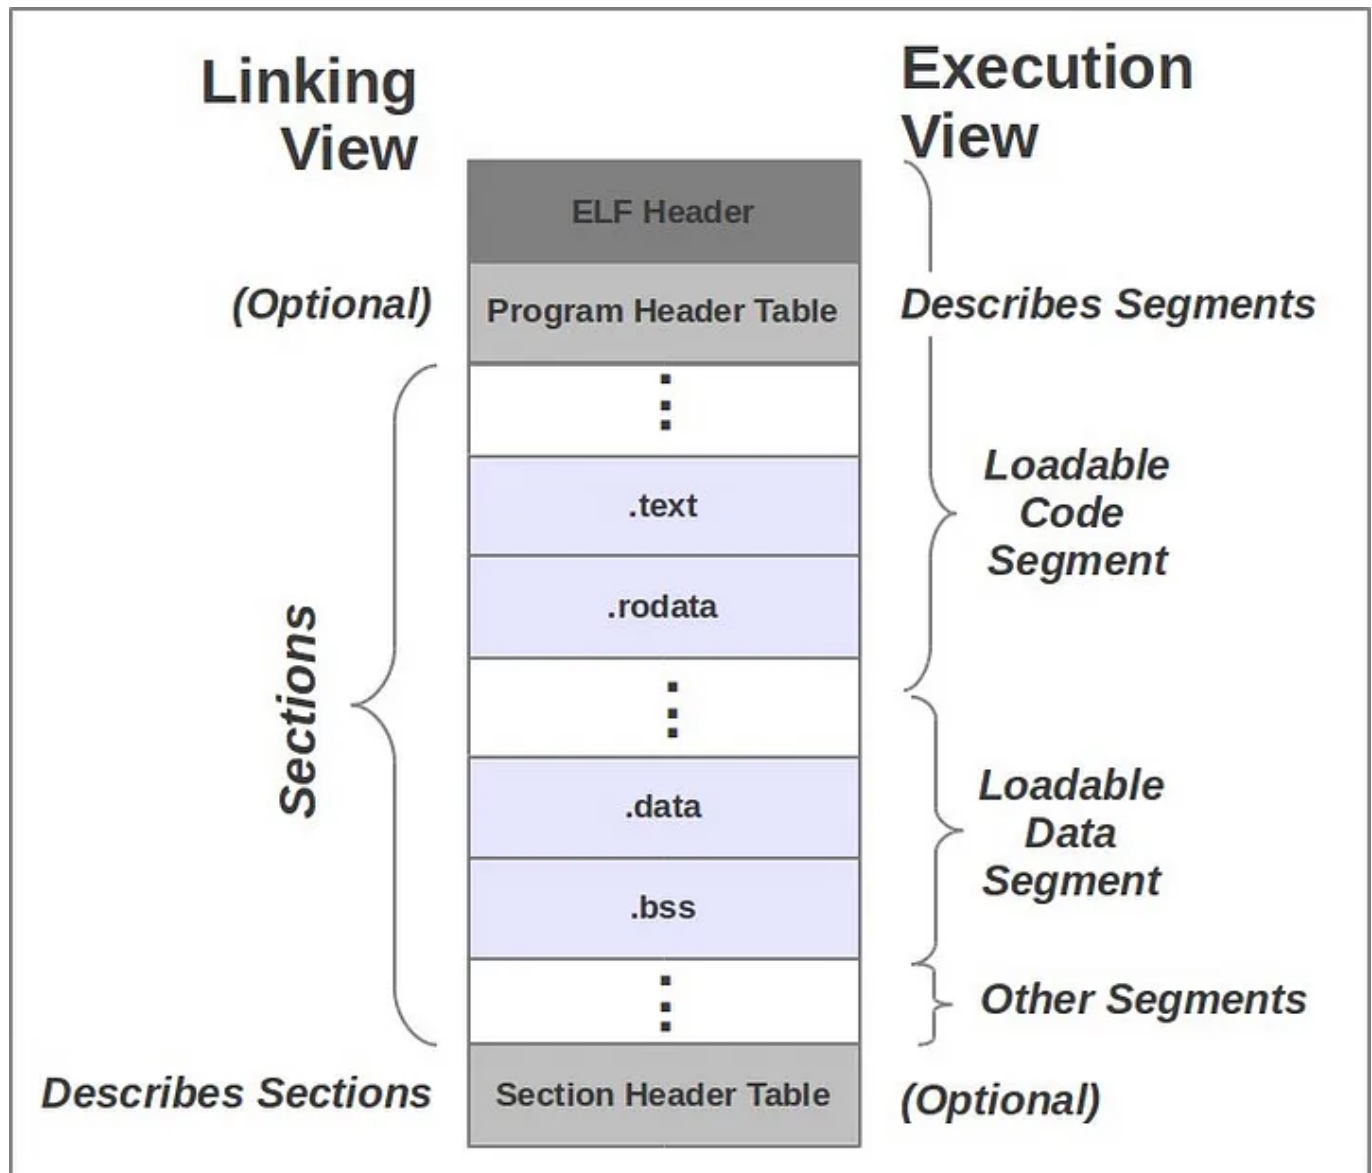 Linking
View
Execution
View
ELF Header
(Optional)
Program Header Table
Describes Segments
.text
Loadable
Code
Segment
.rodata
Sections
.data
Loadable
Data
Segment
.bss
Other Segments
Describes Sections
Section Header Table
(Optional)